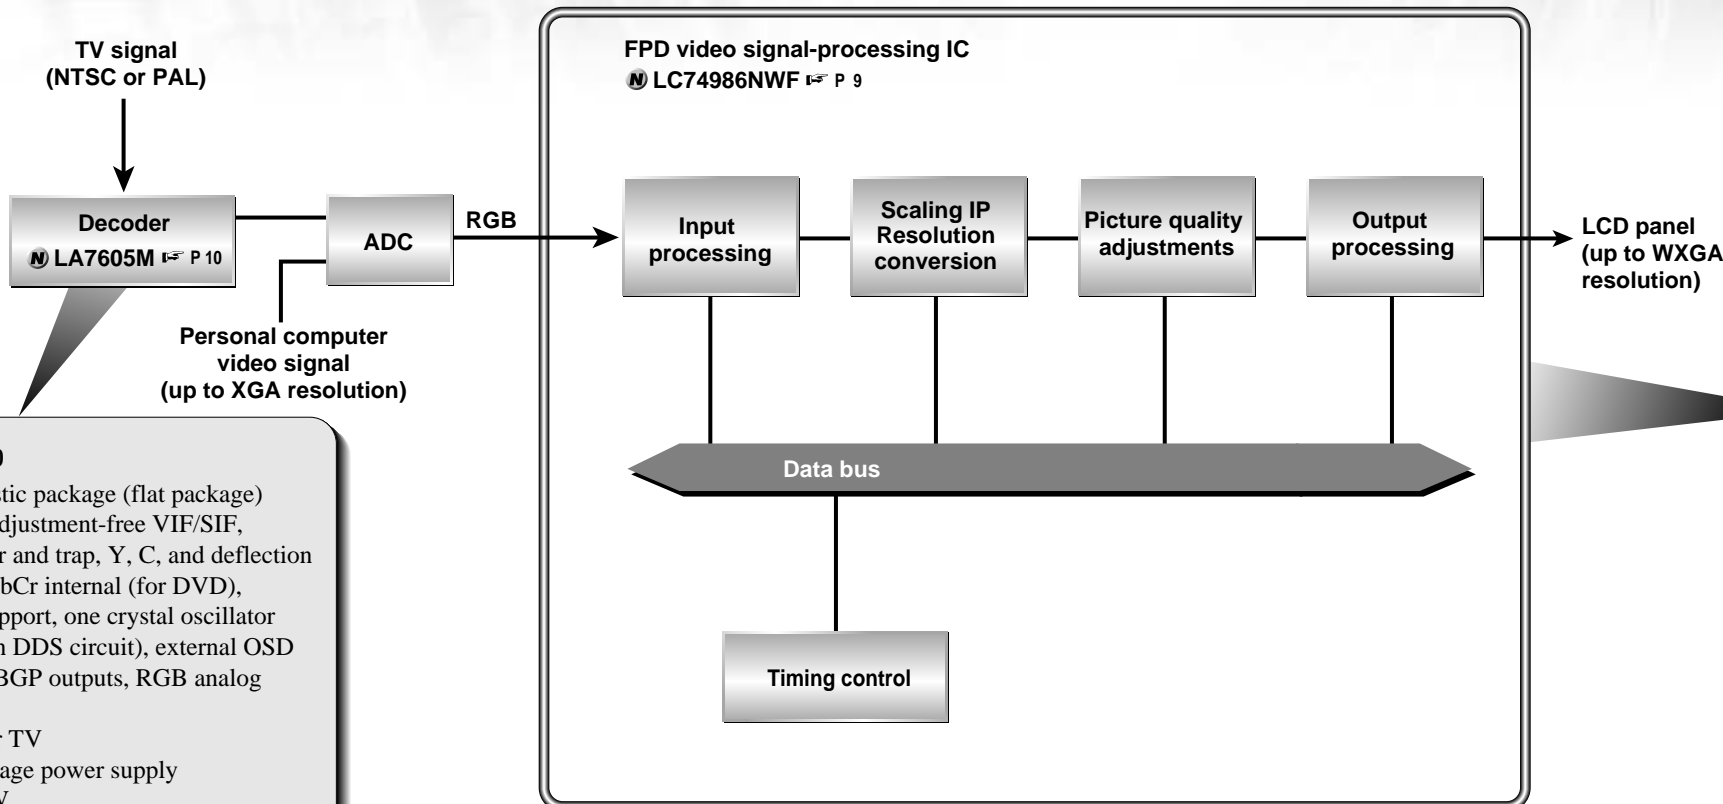 TV signal
(NTSC or PAL)
FPD video signal-processing IC
N LC74986NWF ☞ P 9
Decoder
N LA7605M ☞ P 10
ADC
RGB
Input
processing
Scaling IP
Resolution
conversion
Picture quality
adjustments
Output
processing
LCD panel
(up to WXGA
resolution)
Personal computer
video signal
(up to XGA resolution)
Data bus
Timing control
stic package (flat package)
djustment-free VIF/SIF,
r and trap, Y, C, and deflection
bCr internal (for DVD),
pport, one crystal oscillator
n DDS circuit), external OSD
BGP outputs, RGB analog
r TV
age power supply